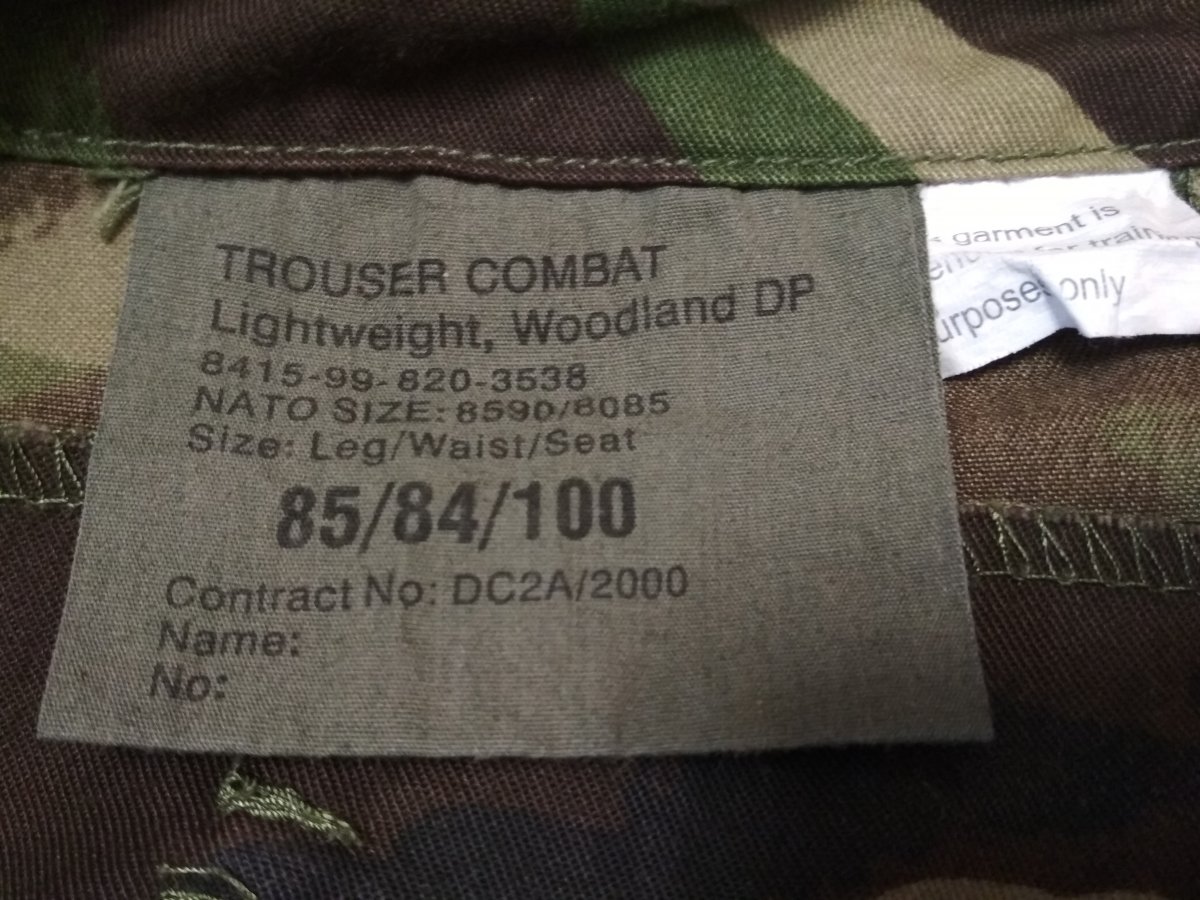 TROUSER COMBAT
Lightweight, Woodland DP
8415-99-820-3538
NATO SIZE: 8590/8085
Size: Leg/Waist/Seat
85/84/100
Contract No: DC2A/2000
Name:
No:
garment is
for
only